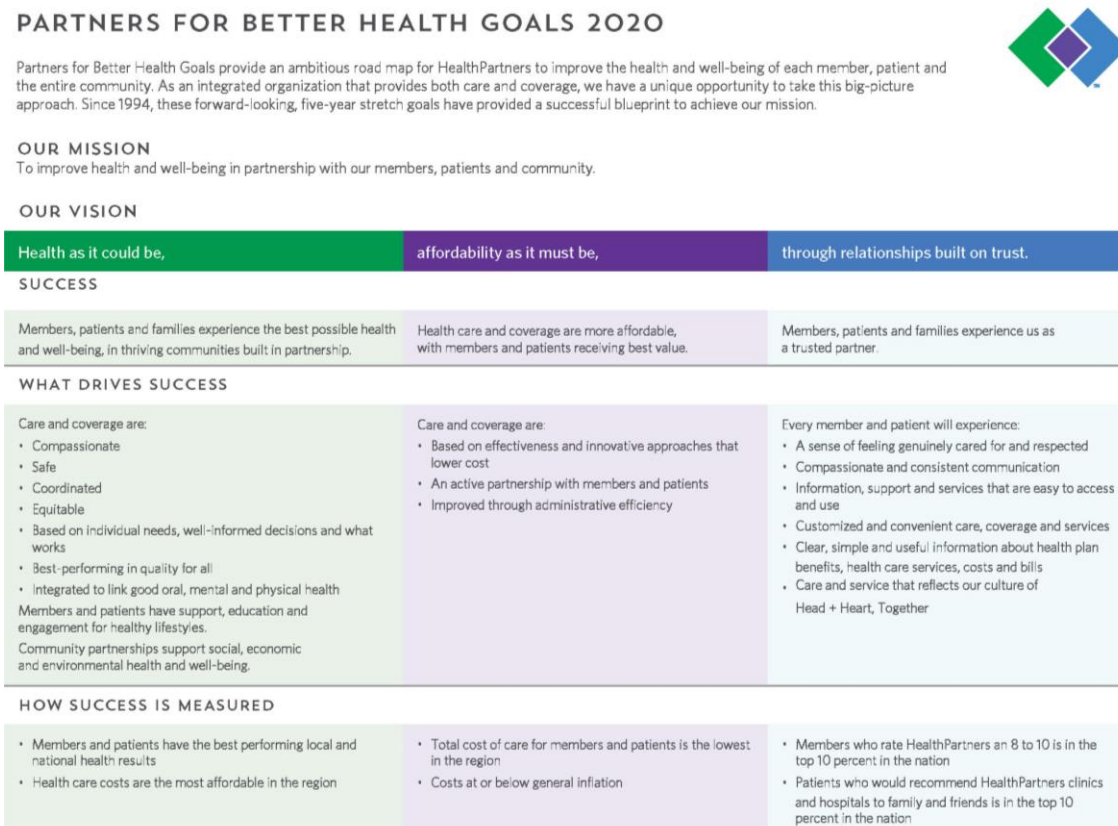 PARTNERS FOR BETTER HEALTH GOALS 2020
Partners for Better Health Goals provide an ambitious road map for HealthPartners to improve the health and well-being of each member, patient and
the entire community. As an integrated organization that provides both care and coverage, we have a unique opportunity to take this big-picture
approach. Since 1994, these forward-looking, five-year stretch goals have provided a successful blueprint to achieve our mission.
OUR MISSION
To improve health and well-being in partnership with our members, patients and community.
OUR VISION
Health as it could be,
affordability as it must be,
through relationships built on trust.
SUCCESS
Members, patients and families experience the best possible health
and well-being, in thriving communities built in partnership.
Health care and coverage are more affordable,
with members and patients receiving best value.
Members, patients and families experience us as
a trusted partner.
WHAT DRIVES SUCCESS
Care and coverage are:
• Compassionate
• Safe
• Coordinated
• Equitable
• Based on individual needs, well-informed decisions and what
works
• Best-performing in quality for all
• Integrated to link good oral, mental and physical health
Members and patients have support, education and
engagement for healthy lifestyles.
Community partnerships support social, economic
and environmental health and well-being.
Care and coverage are:
• Based on effectiveness and innovative approaches that
lower cost
• An active partnership with members and patients
• Improved through administrative efficiency
Every member and patient will experience:
• A sense of feeling genuinely cared for and respected
• Compassionate and consistent communication
• Information, support and services that are easy to access
and use
• Customized and convenient care, coverage and services
• Clear, simple and useful information about health plan
benefits, health care services, costs and bills
• Care and service that reflects our culture of
Head + Heart, Together
HOW SUCCESS IS MEASURED
• Members and patients have the best performing local and
national health results
• Health care costs are the most affordable in the region
• Total cost of care for members and patients is the lowest
in the region
• Costs at or below general inflation
• Members who rate HealthPartners an 8 to 10 is in the
top 10 percent in the nation
• Patients who would recommend HealthPartners clinics
and hospitals to family and friends is in the top 10
percent in the nation